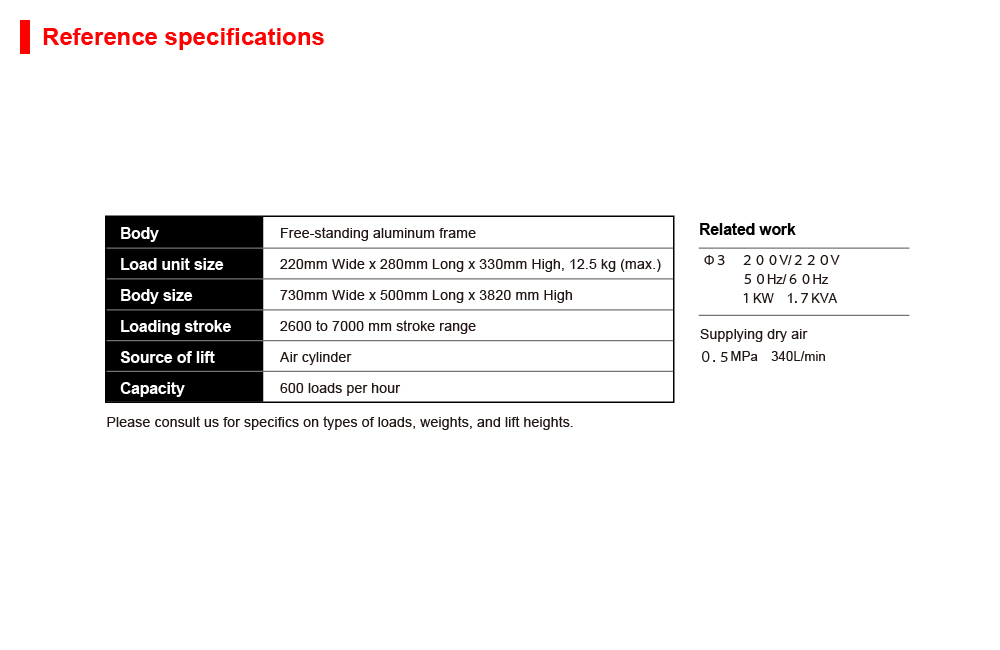 Reference specifications
Body Free-standing aluminum frame
Load unit size 220mm Wide x 280mm Long x 330mm High, 12.5 kg (max.)
Body size 730mm Wide x 500mm Long x 3820 mm High
Loading stroke 2600 to 7000 mm stroke range
Source of lift Air cylinder
Capacity 600 loads per hour
Please consult us for specifics on types of loads, weights, and lift heights.
Related work
Φ３ ２００V/２２０V
５０Hz/６０Hz
１KW １.７KVA
Supplying dry air
０.５MPa 340L/min